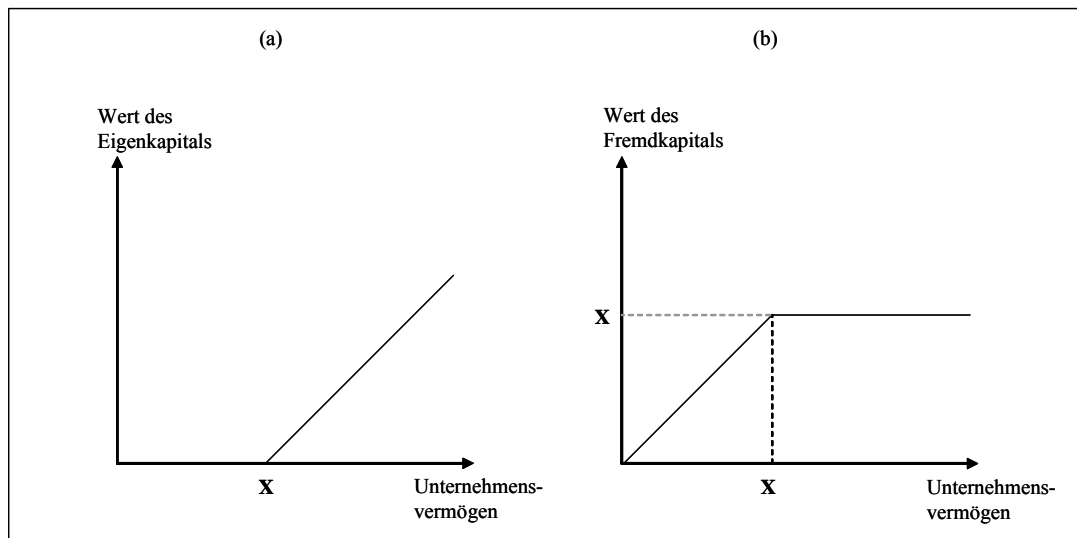 (a)
Wert des
Eigenkapitals
X
Unternehmens-
vermögen
(b)
Wert des
Fremdkapitals
X
X
Unternehmens-
vermögen